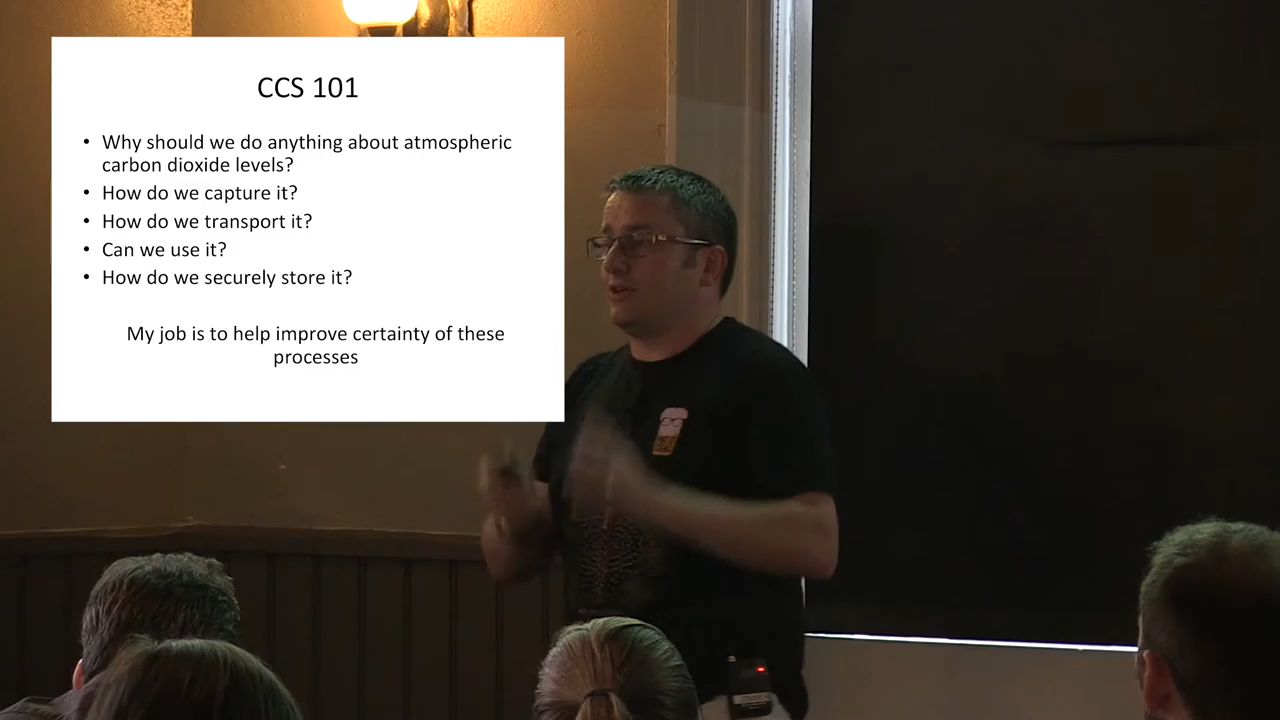 CCS 101
• Why should we do anything about atmospheric
carbon dioxide levels?
• How do we capture it?
• How do we transport it?
• Can we use it?
• How do we securely store it?
My job is to help improve certainty of these
processes